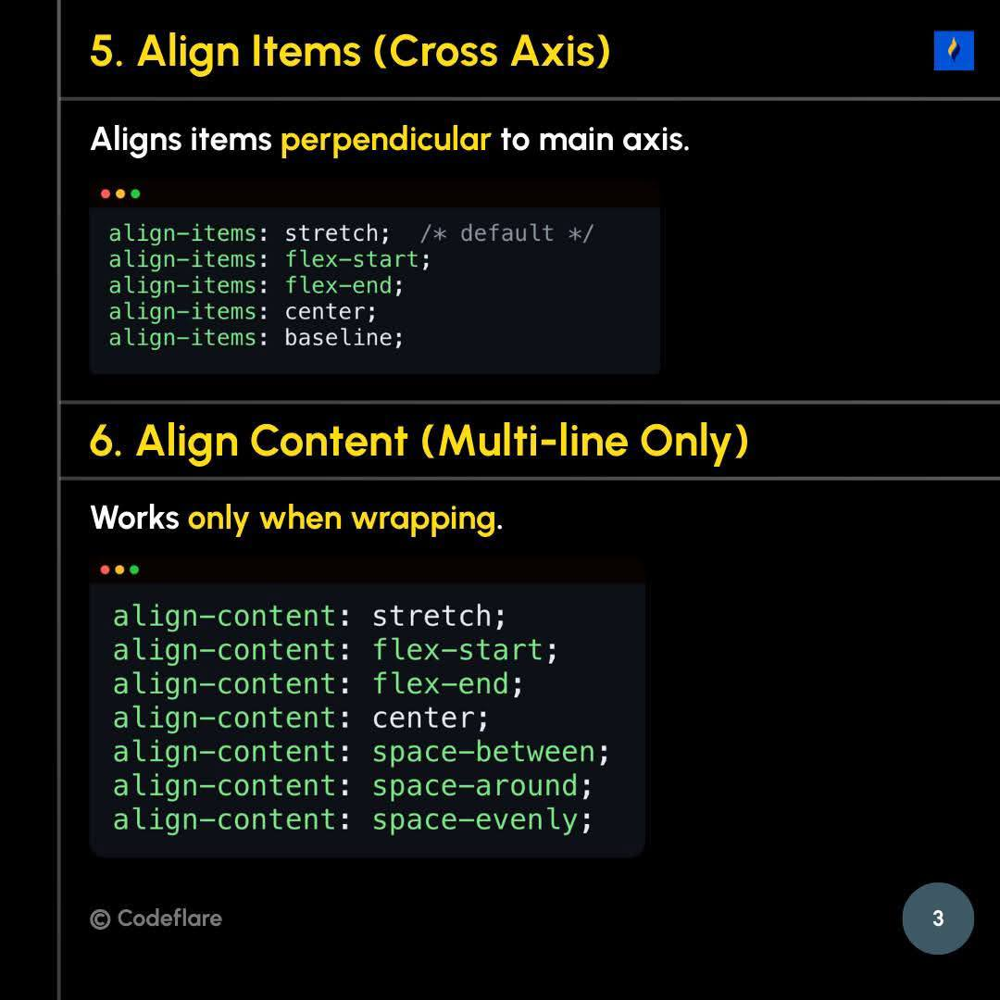 5. Align Items (Cross Axis)
Aligns items perpendicular to main axis.
align-items: stretch;  /* default */
align-items: flex-start;
align-items: flex-end;
align-items: center;
align-items: baseline;
6. Align Content (Multi-line Only)
Works only when wrapping.
align-content: stretch;
align-content: flex-start;
align-content: flex-end;
align-content: center;
align-content: space-between;
align-content: space-around;
align-content: space-evenly;
© Codeflare
3